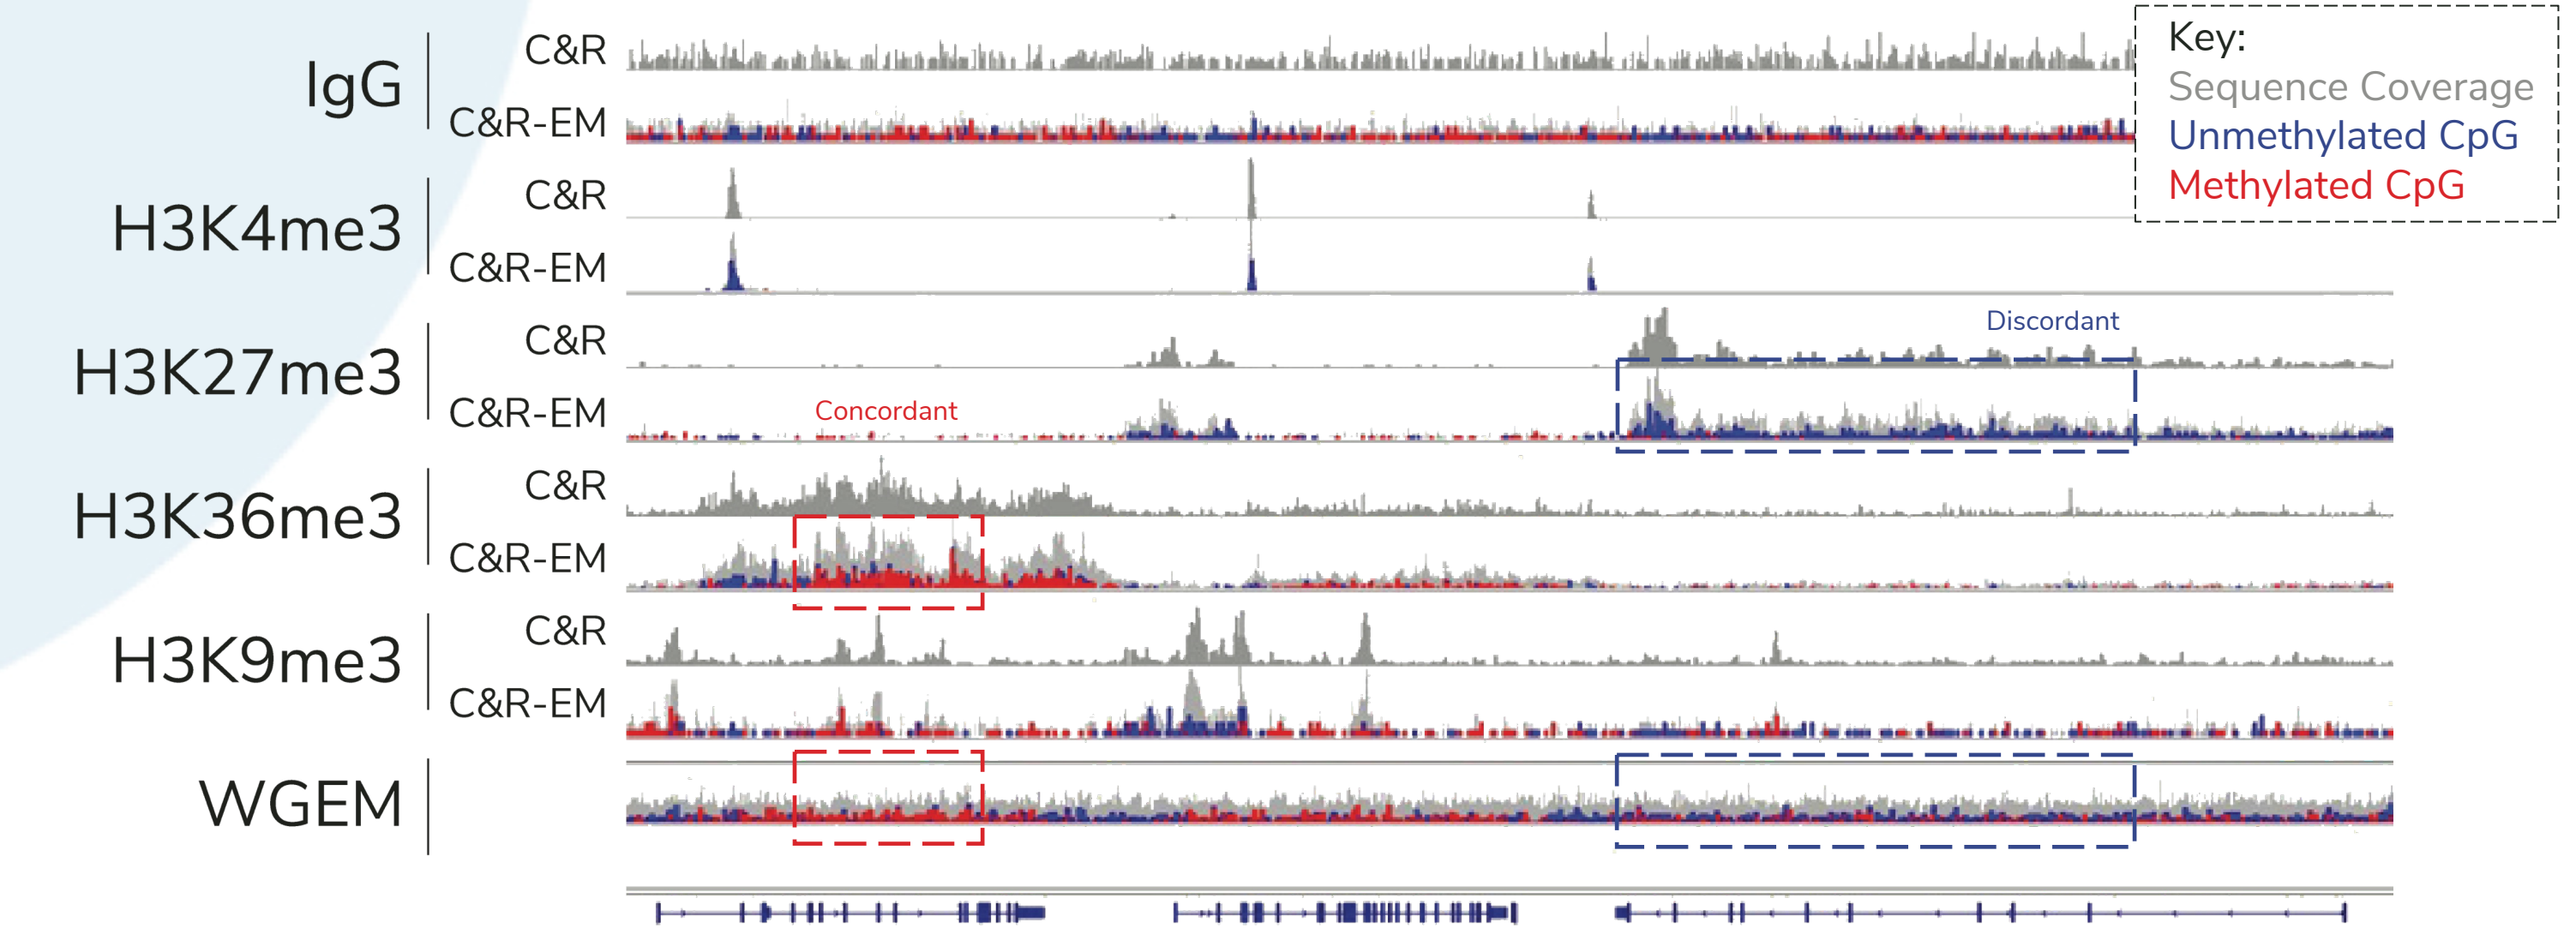 IgG
C&R
C&R-EM
H3K4me3
C&R
C&R-EM
H3K27me3
C&R
C&R-EM
Concordant
Discordant
H3K36me3
C&R
C&R-EM
H3K9me3
C&R
C&R-EM
WGEM
Key:
Sequence Coverage
Unmethylated CpG
Methylated CpG